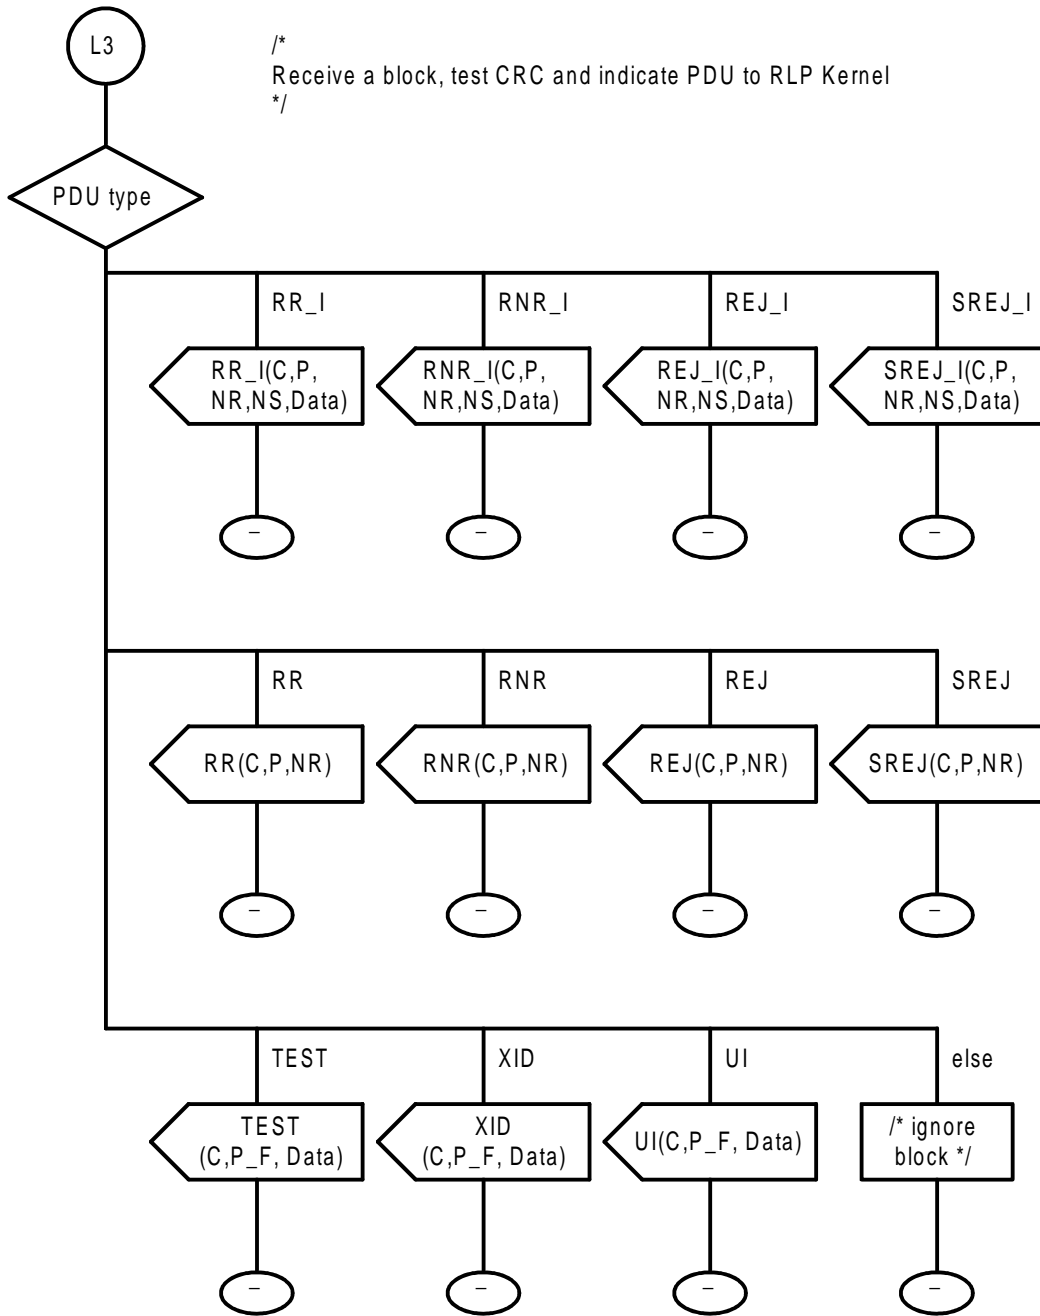 L3
/*
Receive a block, test CRC and indicate PDU to RLP Kernel
*/
PDU type
RR_I
RNR_I
REJ_I
SREJ_I
RR_I(C,P,
NR,NS,Data)
RNR_I(C,P,
NR,NS,Data)
REJ_I(C,P,
NR,NS,Data)
SREJ_I(C,P,
NR,NS,Data)
–
–
–
–
RR
RNR
REJ
SREJ
RR(C,P,NR)
RNR(C,P,NR)
REJ(C,P,NR)
SREJ(C,P,NR)
–
–
–
–
TEST
XID
UI
else
TEST
(C,P_F, Data)
XID
(C,P_F, Data)
UI(C,P_F, Data)
/* ignore
block */
–
–
–
–